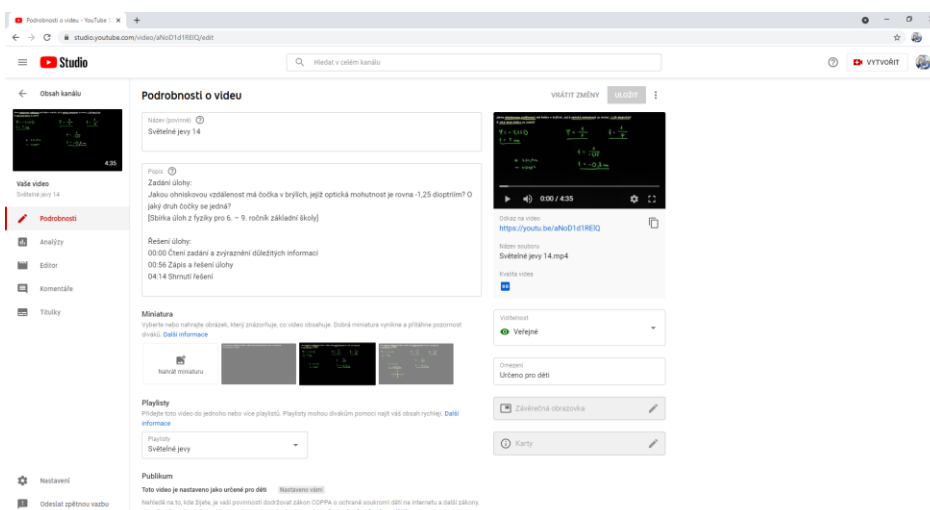 Podrobnosti o videu - YouTube S
studio.youtube.com/video/aNoD1d1RElQ/edit
Studio
Hledat v celém kanálu
VYTVOŘIT
Obsah kanálu
4:35
Vaše video
Světelné jevy 14
Podrobnosti
Analýzy
Editor
Komentáře
Titulky
Nastavení
Odeslat zpětnou vazbu
Podrobnosti o videu
VRÁTIT ZMĚNY
ULOŽIT
Název (povinné)
Světelné jevy 14
Popis
Zadání úlohy:
Jakou ohniskovou vzdálenost má čočka v brýlích, jejíž optická mohutnost je rovna -1,25 dioptriím? O
jaký druh čočky se jedná?
[Sbírka úloh z fyziky pro 6. – 9. ročník základní školy]
Řešení úlohy:
00:00 Čtení zadání a zvýraznění důležitých informací
00:56 Zápis a řešení úlohy
04:14 Shrnutí řešení
Miniatura
Vyberte nebo nahrajte obrázek, který znázorňuje, co video obsahuje. Dobrá miniatura vynikne a přitáhne pozornost
diváků. Další informace
Nahrát miniaturu
Playlisty
Přidejte toto video do jednoho nebo více playlistů. Playlisty mohou divákům pomoci najít váš obsah rychleji. Další
informace
Playlisty
Světelné jevy
Publikum
Toto video je nastaveno jako určené pro děti
Nastaveno vámi
Nehledě na to, kde žijete, je vaší povinností dodržovat zákon COPPA o ochraně soukromí dětí na internetu a další zákony.
0:00 / 4:35
Odkaz na video
https://youtu.be/aNoD1d1RElQ
Název souboru
Světelné jevy 14.mp4
Kvalita videa
Viditelnost
Veřejné
Omezení
Určeno pro děti
Závěrečná obrazovka
Karty